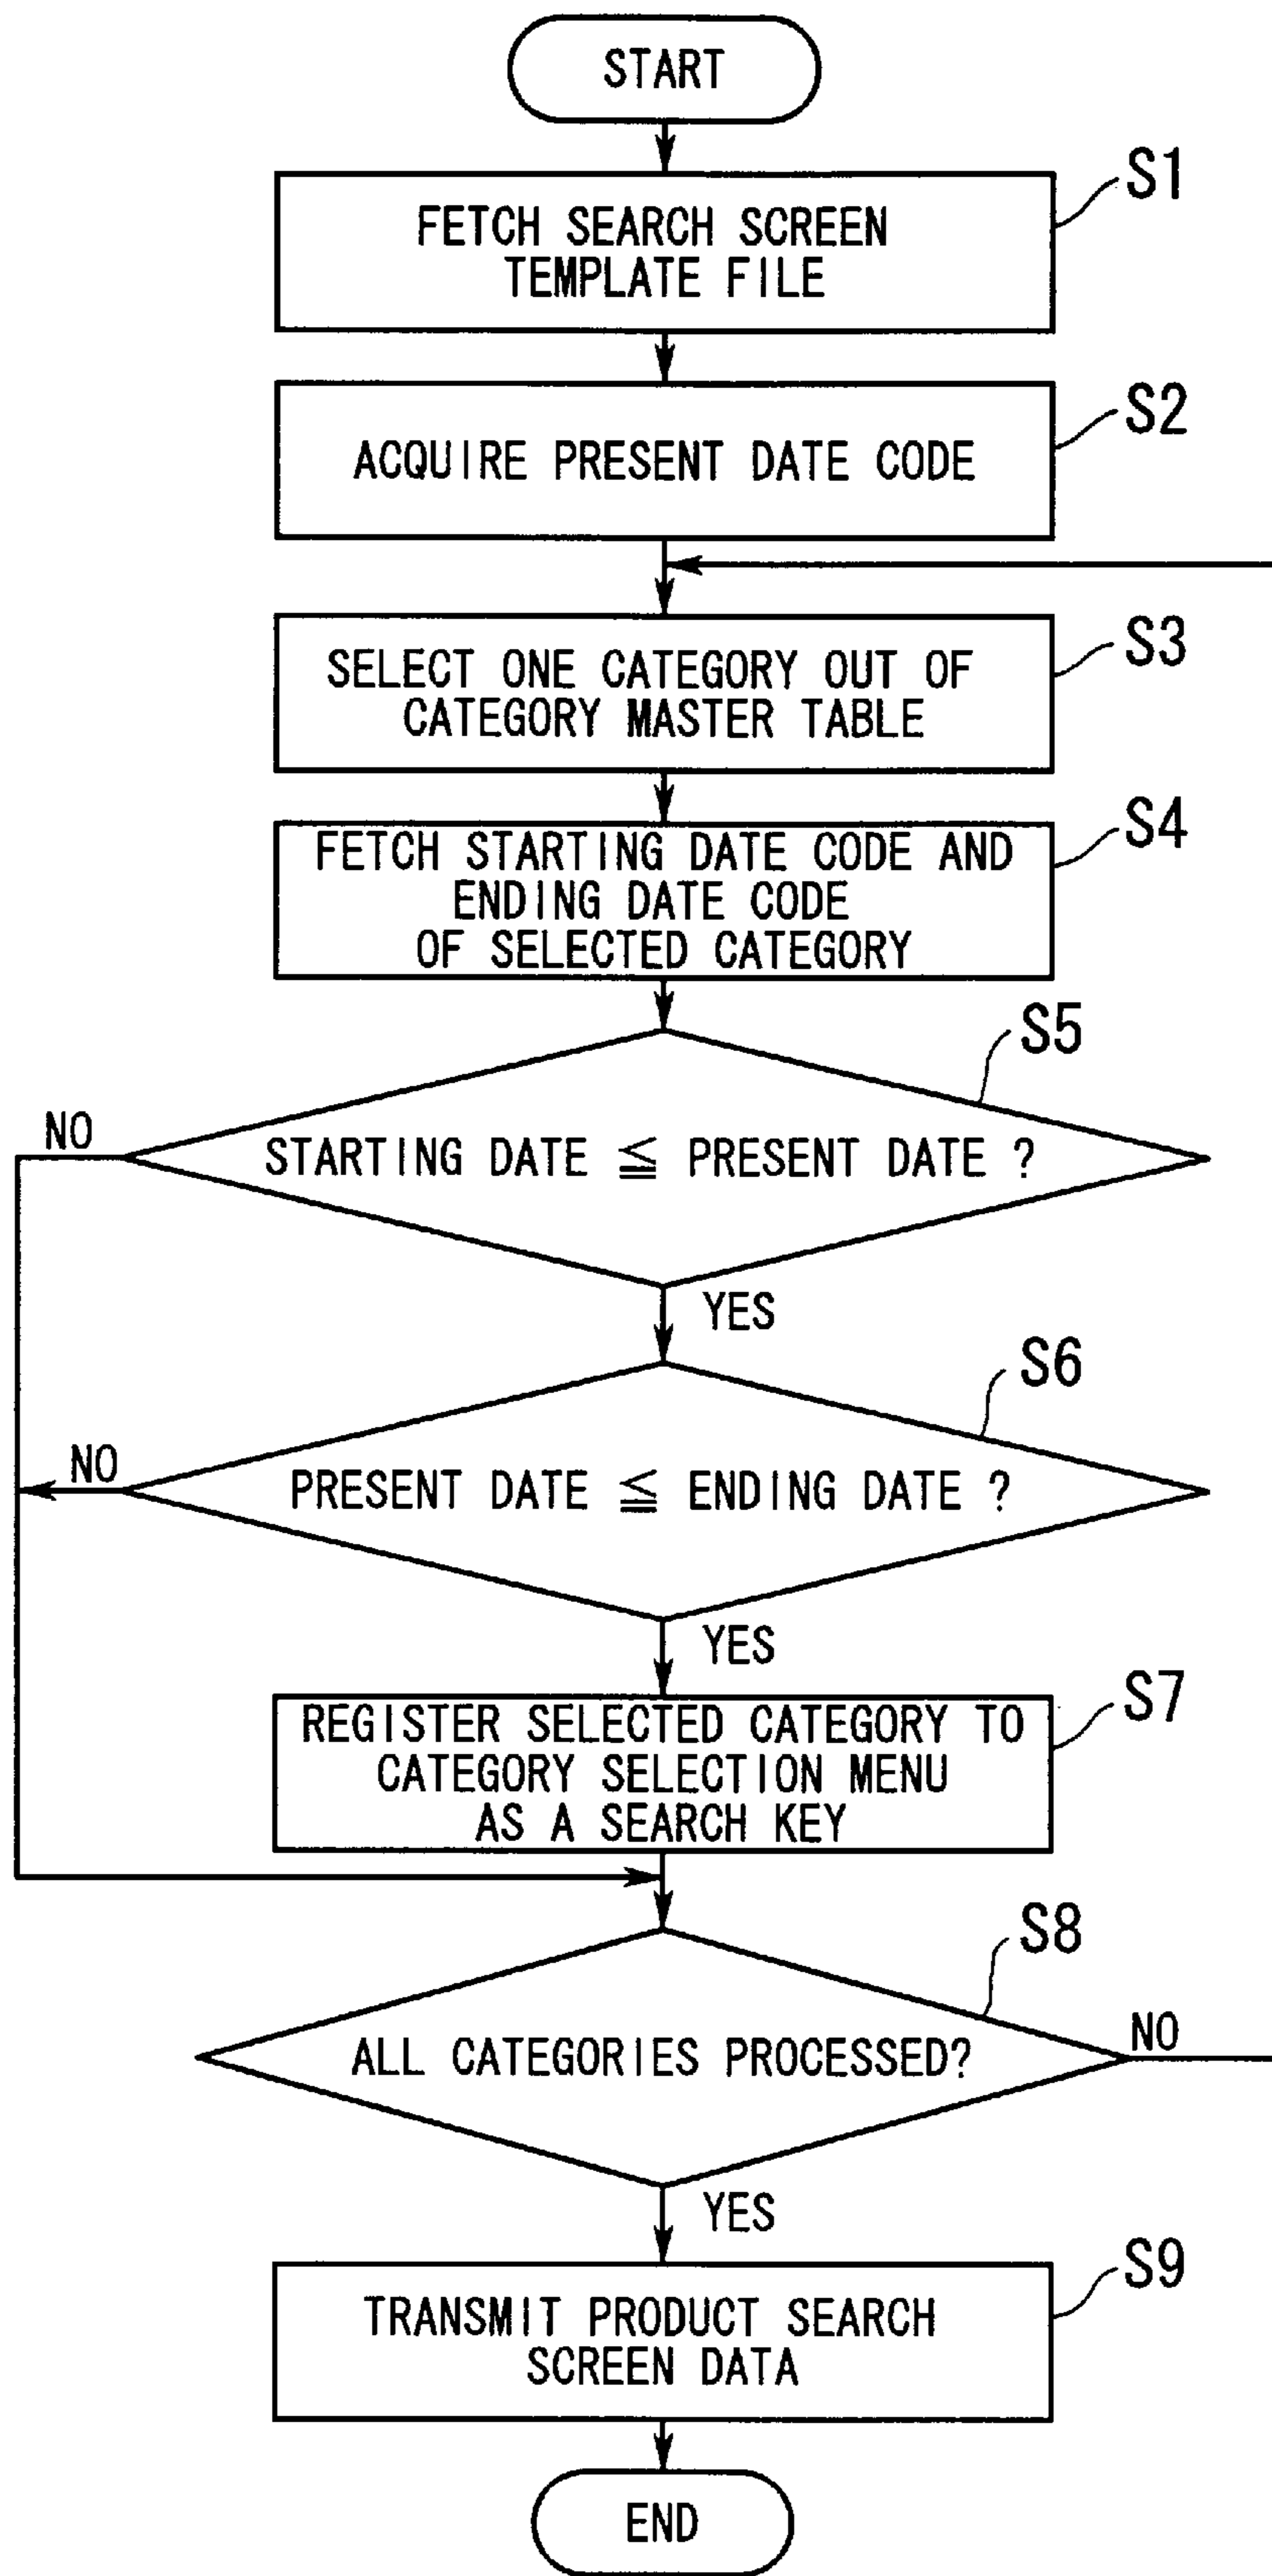 START
S1
FETCH SEARCH SCREEN
TEMPLATE FILE
S2
ACQUIRE PRESENT DATE CODE
S3
SELECT ONE CATEGORY OUT OF
CATEGORY MASTER TABLE
S4
FETCH STARTING DATE CODE AND
ENDING DATE CODE
OF SELECTED CATEGORY
S5
NO
STARTING DATE ≦ PRESENT DATE ?
YES
S6
NO
PRESENT DATE ≦ ENDING DATE ?
YES
S7
REGISTER SELECTED CATEGORY TO
CATEGORY SELECTION MENU
AS A SEARCH KEY
S8
NO
ALL CATEGORIES PROCESSED?
YES
S9
TRANSMIT PRODUCT SEARCH
SCREEN DATA
END